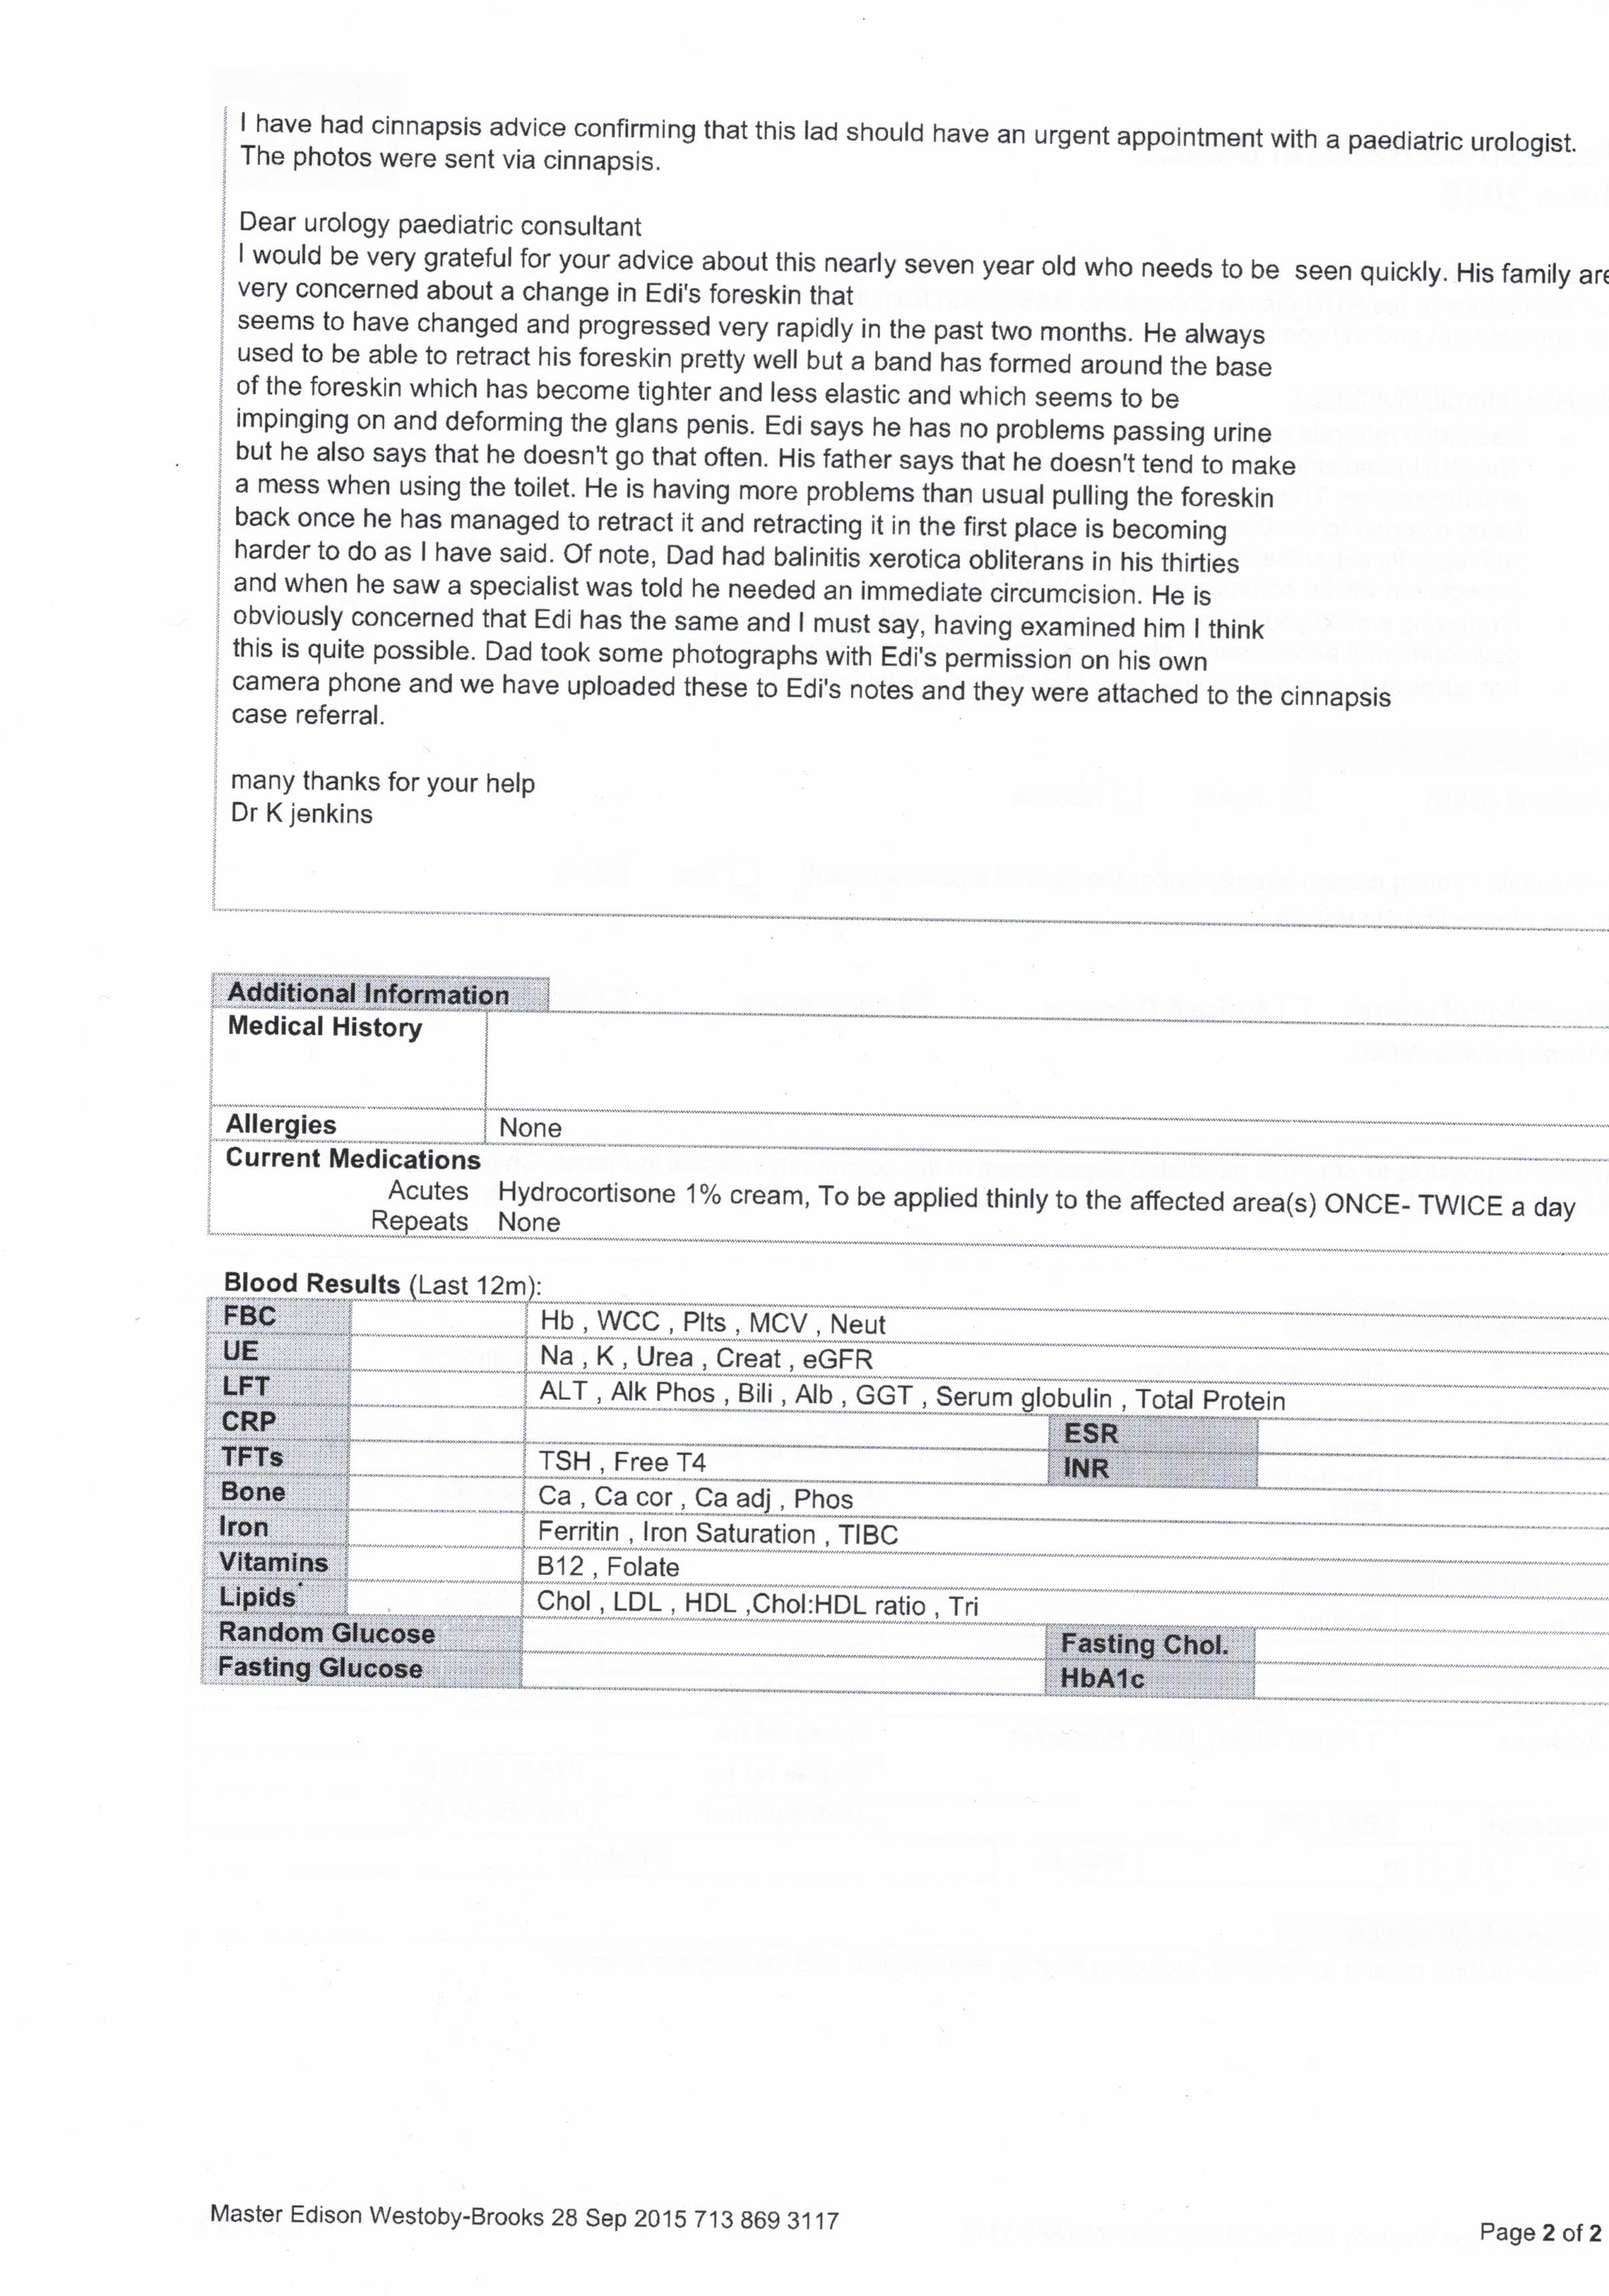 I have had cinnapsis advice confirming that this lad should have an urgent appointment with a paediatric urologist.
The photos were sent via cinnapsis.
Dear urology paediatric consultant
I would be very grateful for your advice about this nearly seven year old who needs to be  seen quickly. His family are
very concerned about a change in Edi's foreskin that
seems to have changed and progressed very rapidly in the past two months. He always
used to be able to retract his foreskin pretty well but a band has formed around the base
of the foreskin which has become tighter and less elastic and which seems to be
impinging on and deforming the glans penis. Edi says he has no problems passing urine
but he also says that he doesn't go that often. His father says that he doesn't tend to make
a mess when using the toilet. He is having more problems than usual pulling the foreskin
back once he has managed to retract it and retracting it in the first place is becoming
harder to do as I have said. Of note, Dad had balinitis xerotica obliterans in his thirties
and when he saw a specialist was told he needed an immediate circumcision. He is
obviously concerned that Edi has the same and I must say, having examined him I think
this is quite possible. Dad took some photographs with Edi's permission on his own
camera phone and we have uploaded these to Edi's notes and they were attached to the cinnapsis
case referral.
many thanks for your help
Dr K jenkins
Additional Information
Medical History
Allergies None
Current Medications
Acutes Hydrocortisone 1% cream, To be applied thinly to the affected area(s) ONCE- TWICE a day
Repeats None
Blood Results (Last 12m):
FBC Hb , WCC , Plts , MCV , Neut
UE Na , K , Urea , Creat , eGFR
LFT ALT , Alk Phos , Bili , Alb , GGT , Serum globulin , Total Protein
CRP ESR
TFTs TSH , Free T4 INR
Bone Ca , Ca cor , Ca adj , Phos
Iron Ferritin , Iron Saturation , TIBC
Vitamins B12 , Folate
Lipids Chol , LDL , HDL ,Chol:HDL ratio , Tri
Random Glucose Fasting Chol.
Fasting Glucose HbA1c
Master Edison Westoby-Brooks 28 Sep 2015 713 869 3117
Page 2 of 2